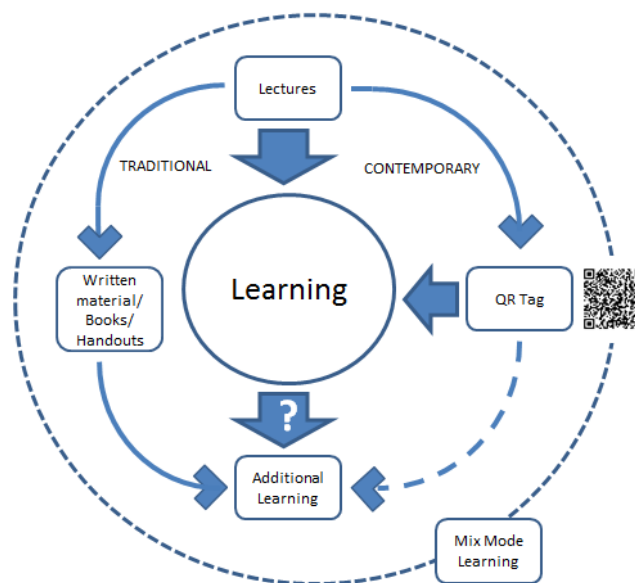 Lectures
TRADITIONAL
CONTEMPORARY
Written
material/
Books/
Handouts
Learning
QR Tag
?
Additional
Learning
Mix Mode
Learning